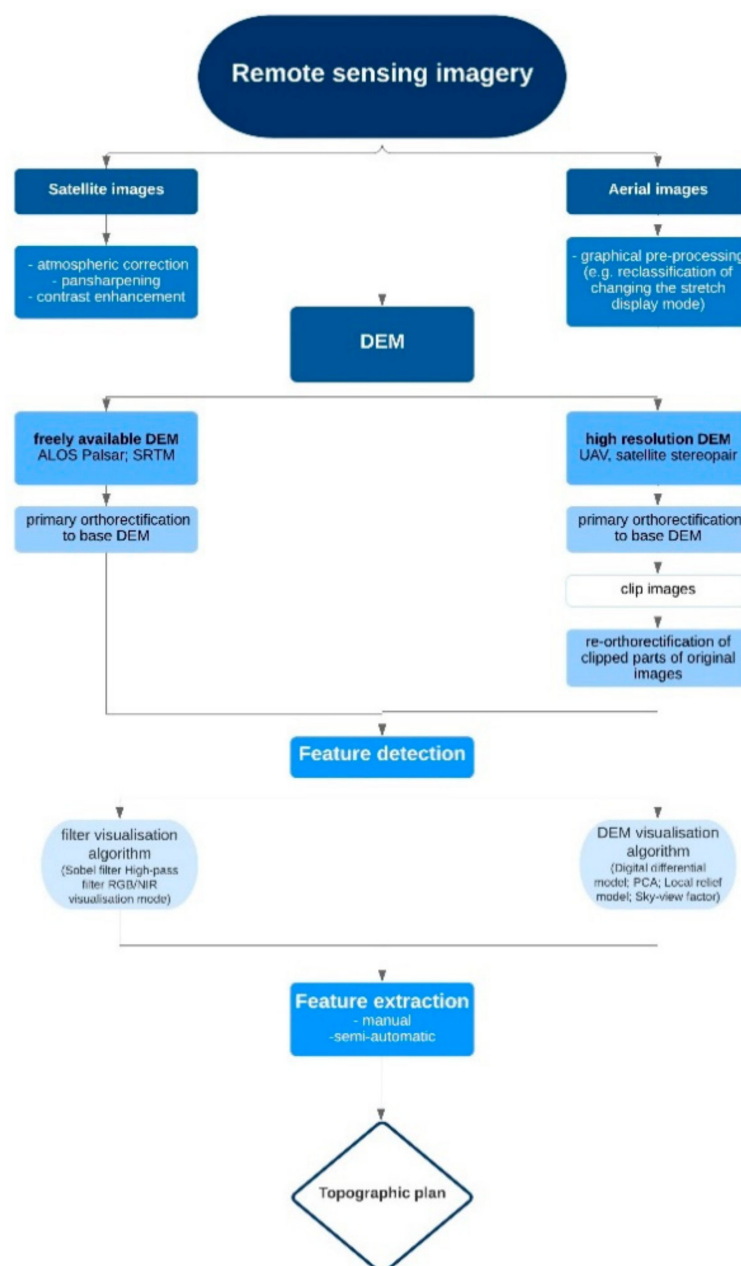 Remote sensing imagery
Satellite images
Aerial images
- atmospheric correction
- pansharpening
- contrast enhancement
- graphical pre-processing
(e.g. reclassification of
changing the stretch
display mode)
DEM
freely available DEM
ALOS Palsar; SRTM
high resolution DEM
UAV, satellite stereopair
primary orthorectification
to base DEM
primary orthorectification
to base DEM
clip images
re-orthorectification of
clipped parts of original
images
Feature detection
filter visualisation
algorithm
(Sobel filter High-pass
filter RGB/NIR
visualisation mode)
DEM visualisation
algorithm
(Digital differential
model; PCA; Local relief
model; Sky-view factor)
Feature extraction
- manual
-semi-automatic
Topographic plan